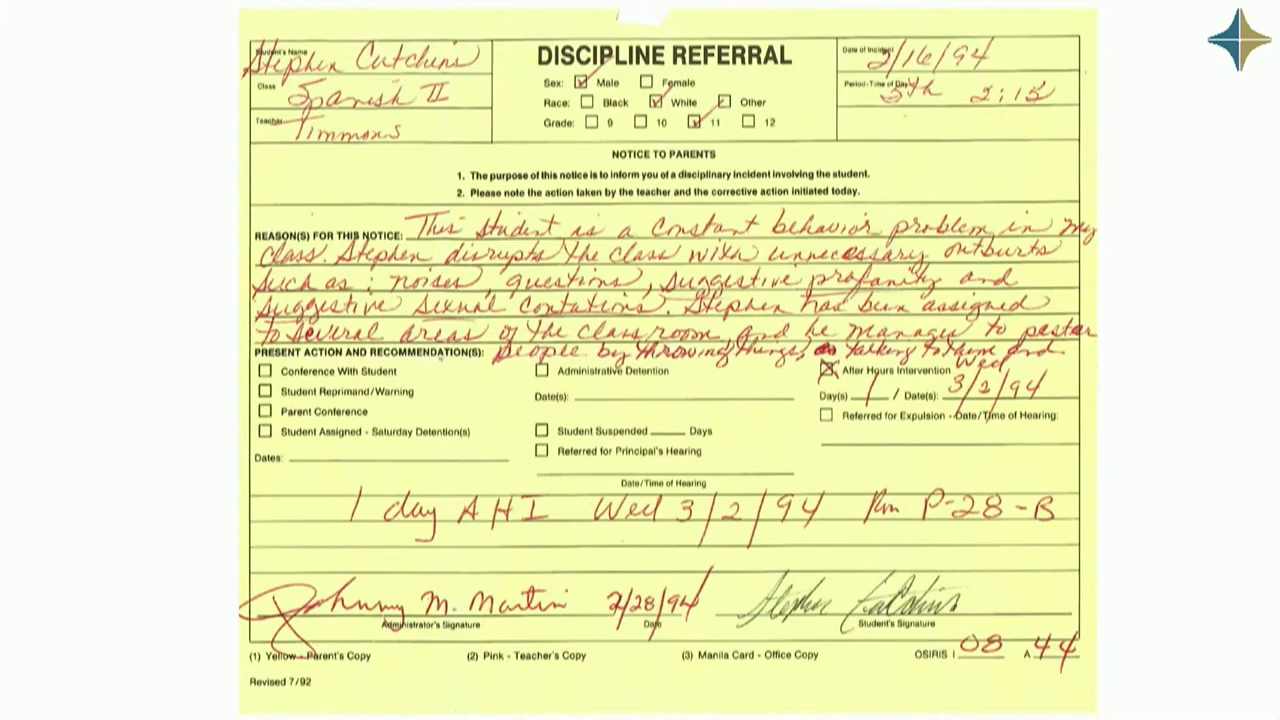 Student's Name Stephen Cutchins
Class Spanish II
Teacher Timmons
DISCIPLINE REFERRAL
Sex: Male Female
Race: Black White Other
Grade: 9 10 11 12
Date of Incident 2/16/94
Period-Time of Day 5th 2:15
NOTICE TO PARENTS
1. The purpose of this notice is to inform you of a disciplinary incident involving the student.
2. Please note the action taken by the teacher and the corrective action initiated today.
REASON(S) FOR THIS NOTICE: This student is a constant behavior problem in my
class. Stephen disrupts the class with unnecessary outburts
such as: noises, questions, suggestive profanity and
suggestive sexual contations. Stephen has been assigned
to several areas of the classroom and he manages to pester
people by throwing things, talking to them and
PRESENT ACTION AND RECOMMENDATION(S):
Conference With Student
Student Reprimand/Warning
Parent Conference
Student Assigned - Saturday Detention(s)
Dates:
Administrative Detention
Date(s):
Student Suspended Days
Referred for Principal's Hearing
Date/Time of Hearing
After Hours Intervention Wed
Day(s) 1 / Date(s): 3/2/94
Referred for Expulsion - Date/Time of Hearing:
1 day AHI Wed 3/2/94 Rm P-28-B
Johnny M. Martin 2/28/94 Stephen Cutchins
Administrator's Signature Date Student's Signature
(1) Yellow - Parent's Copy (2) Pink - Teacher's Copy (3) Manila Card - Office Copy OSIRIS I 08 A 44
Revised 7/92